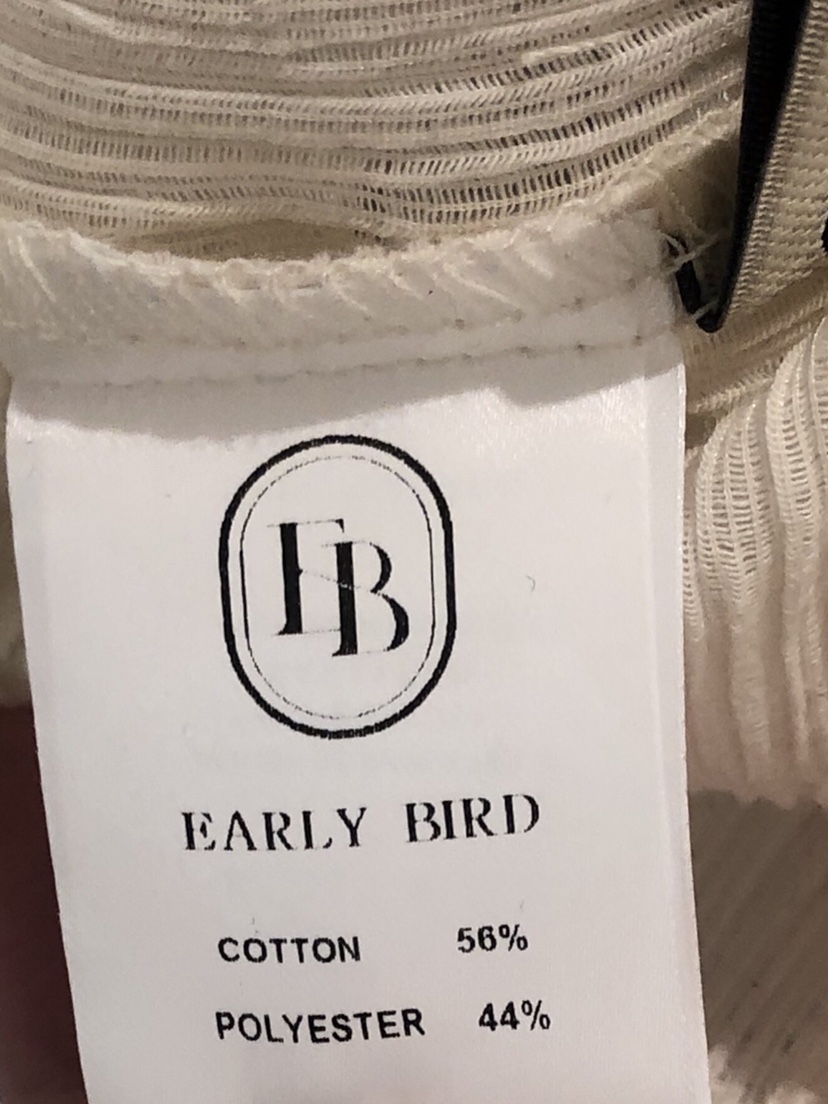 EB
EARLY BIRD
COTTON 56%
POLYESTER 44%